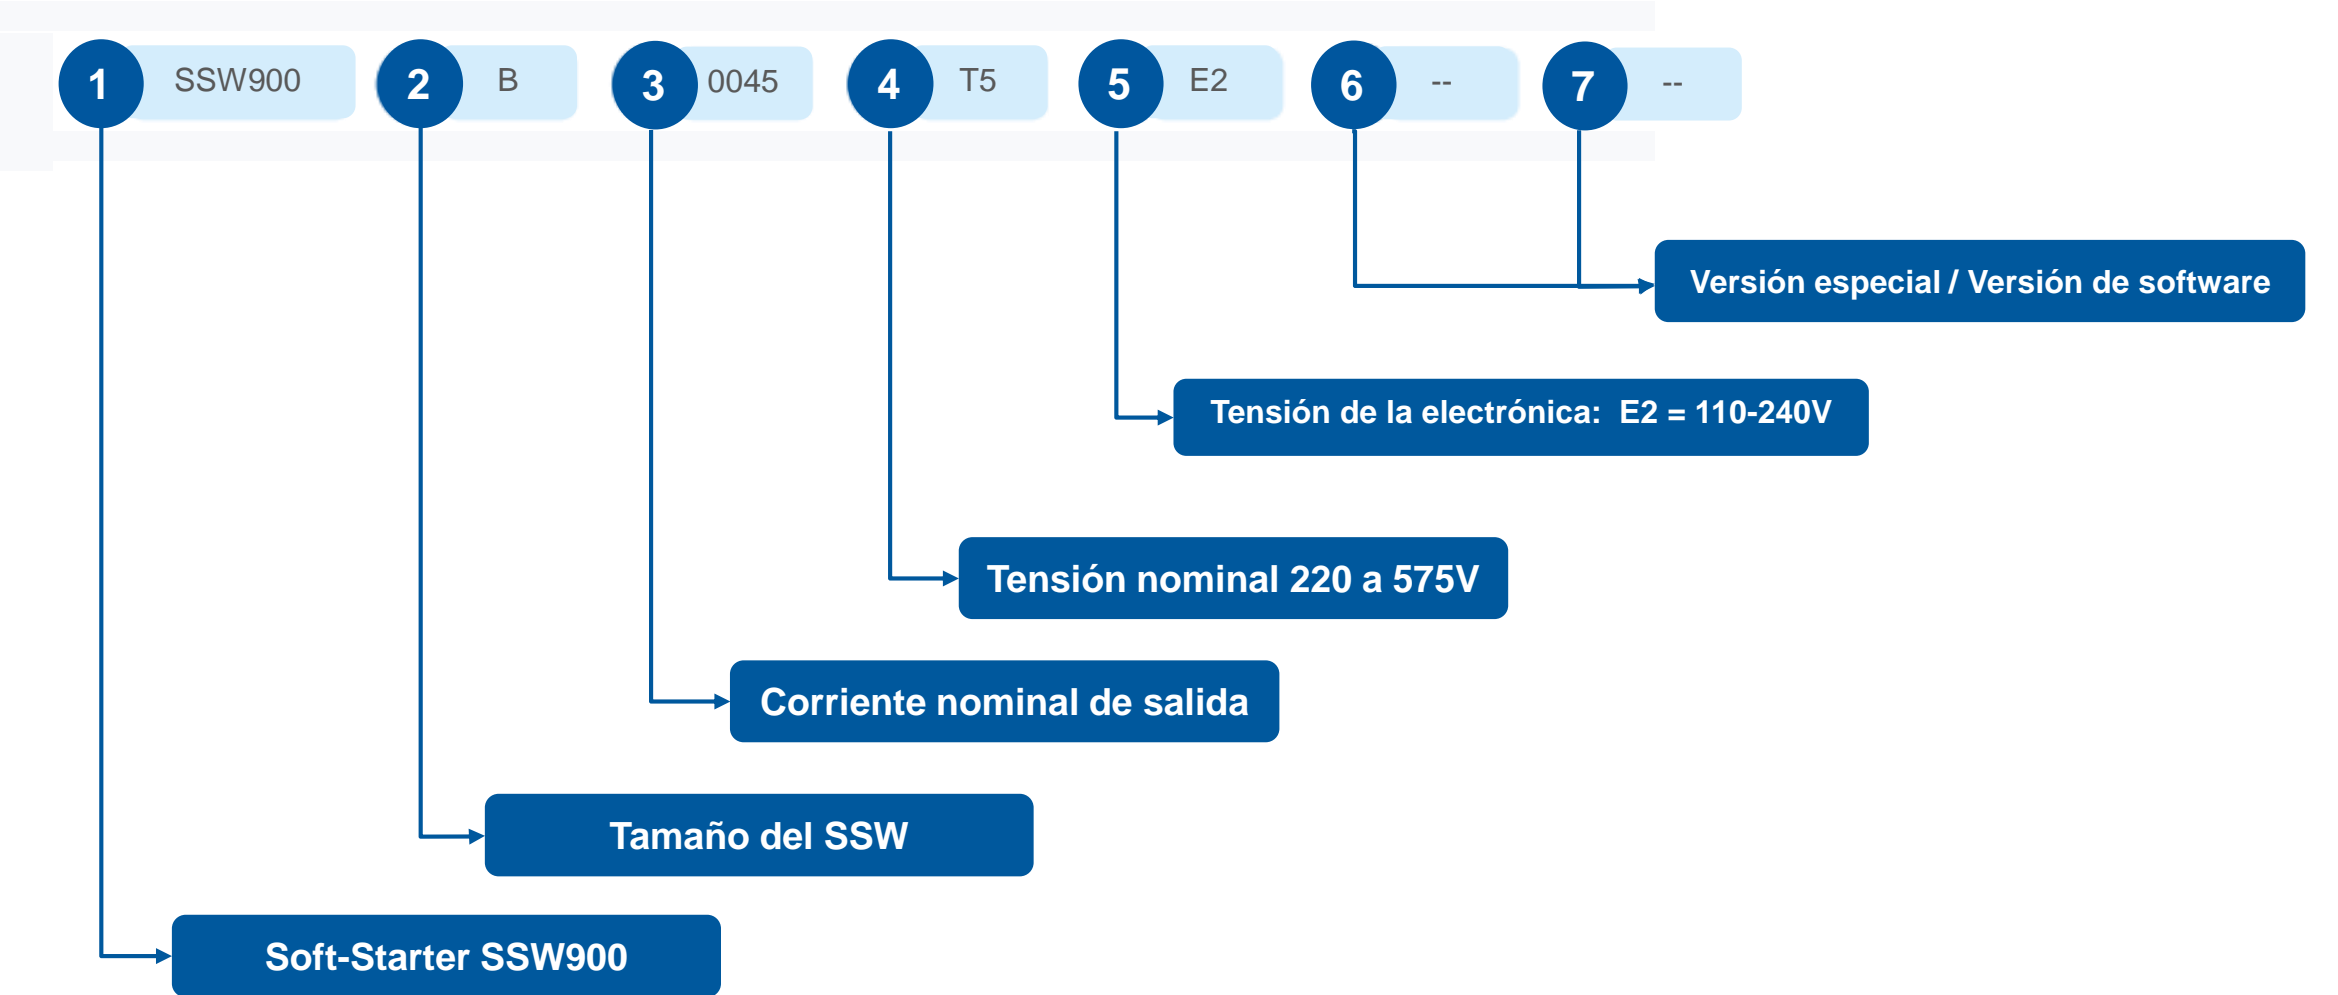 1 SSW900 2 B 3 0045 4 T5 5 E2 6 -- 7 --
Versión especial / Versión de software
Tensión de la electrónica: E2 = 110-240V
Tensión nominal 220 a 575V
Corriente nominal de salida
Tamaño del SSW
Soft-Starter SSW900